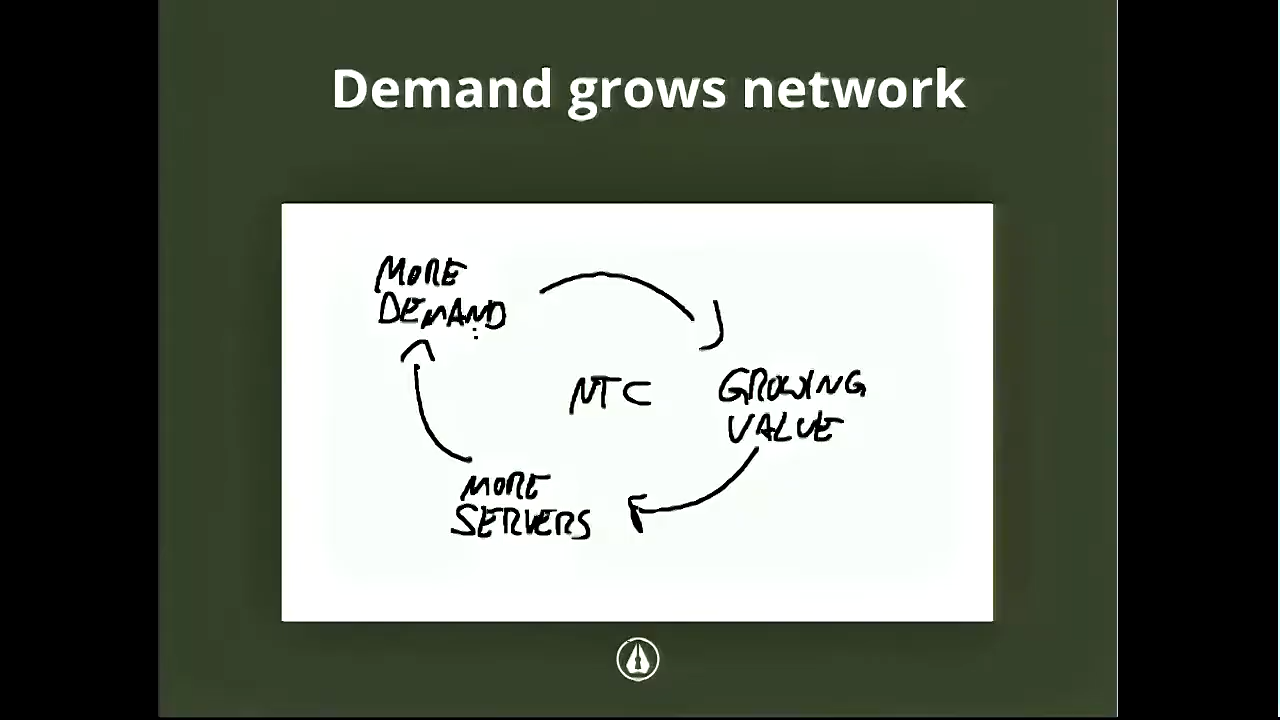 Demand grows network
MORE
DEMAND
NTC
GROWING
VALUE
MORE
SERVERS